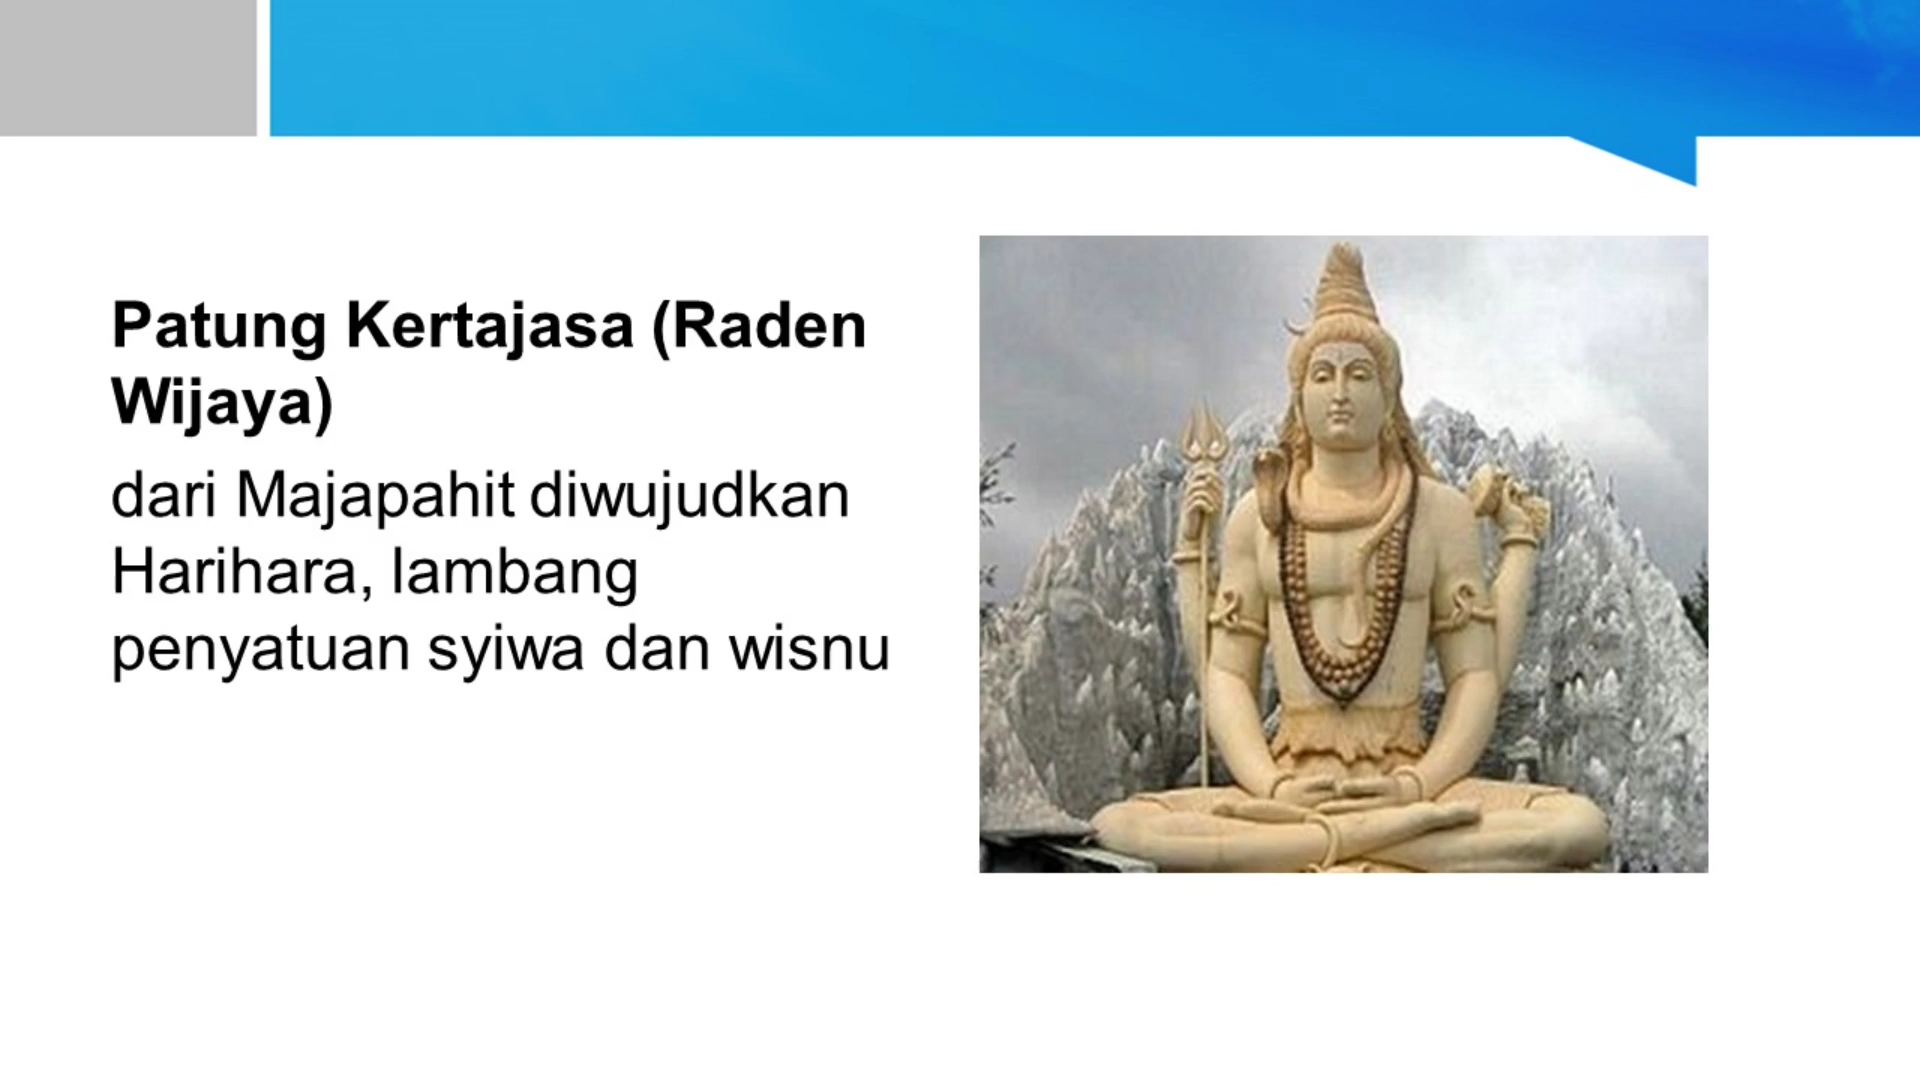 Patung Kertajasa (Raden
Wijaya)
dari Majapahit diwujudkan
Harihara, lambang
penyatuan syiwa dan wisnu